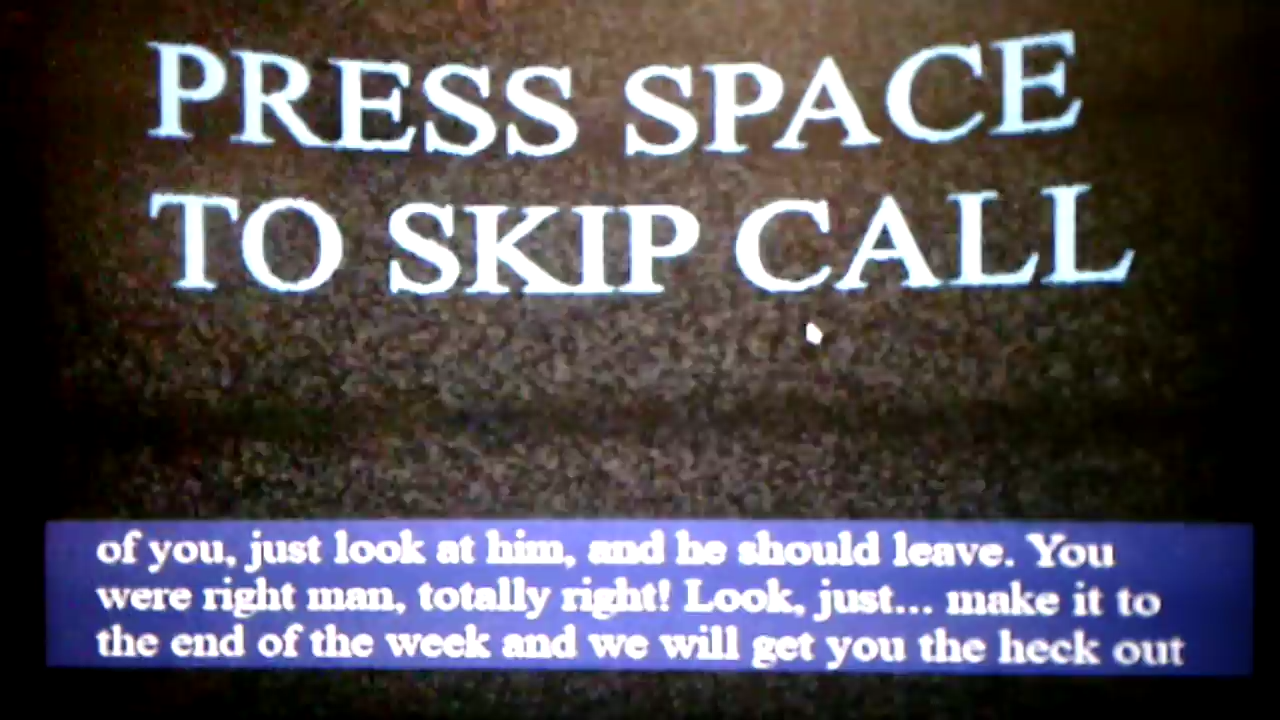 PRESS SPACE
TO SKIP CALL
of you, just look at him, and he should leave. You
were right man, totally right! Look, just... make it to
the end of the week and we will get you the heck out